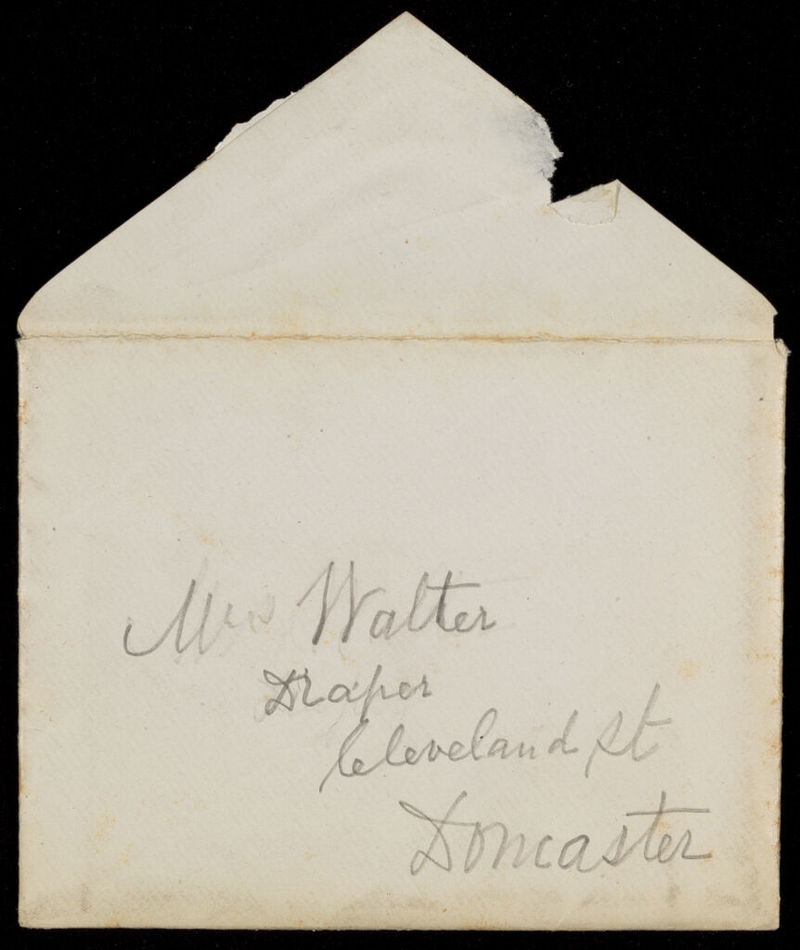 Mrs Walter
Draper
Cleveland St
Doncaster